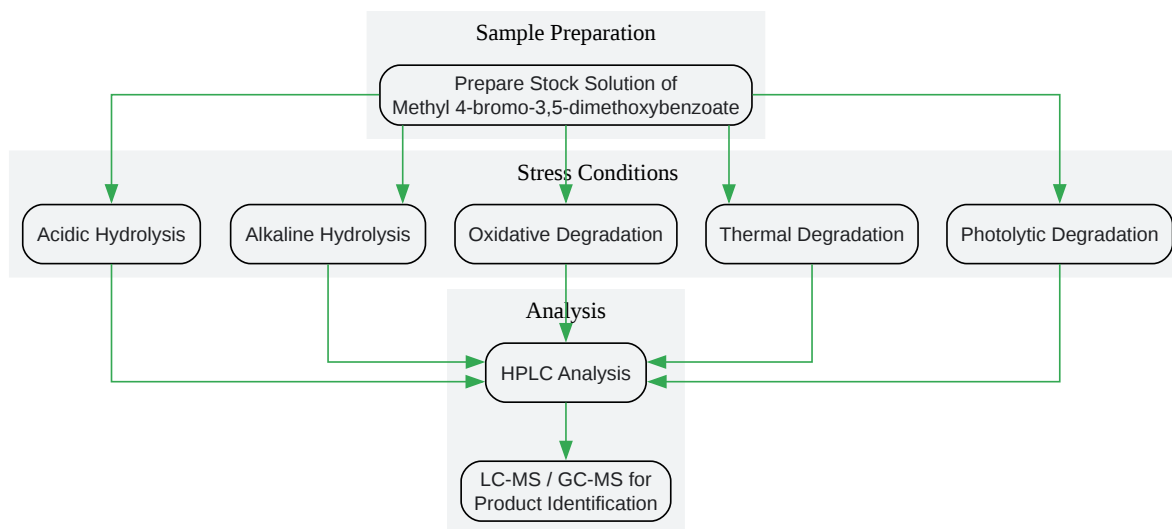 Sample Preparation
Prepare Stock Solution of
Methyl 4-bromo-3,5-dimethoxybenzoate
Stress Conditions
Acidic Hydrolysis
Alkaline Hydrolysis
Oxidative Degradation
Thermal Degradation
Photolytic Degradation
Analysis
HPLC Analysis
LC-MS / GC-MS for
Product Identification